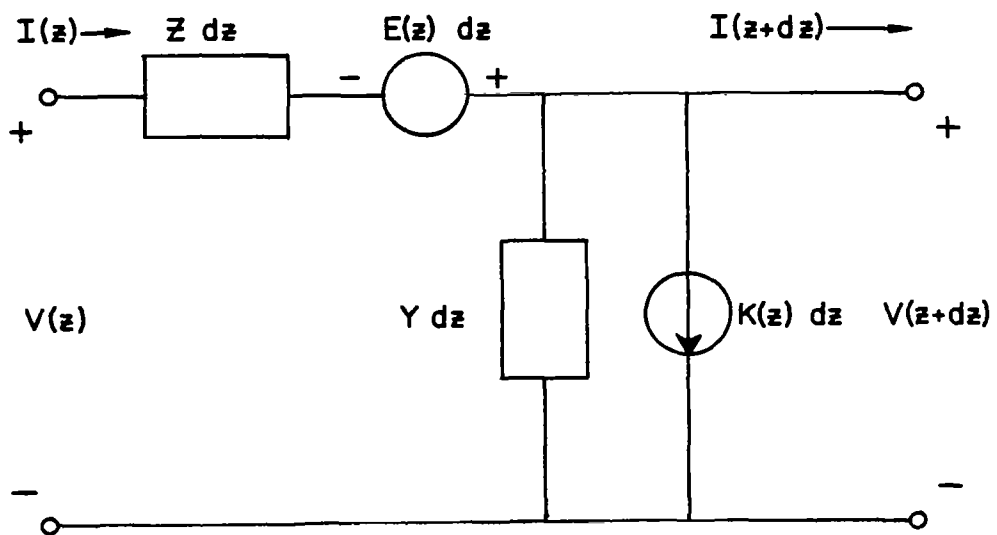 I(z) Z dz E(z) dz I(z+dz)
- +
+ +
V(z) Y dz K(z) dz V(z+dz)
- -